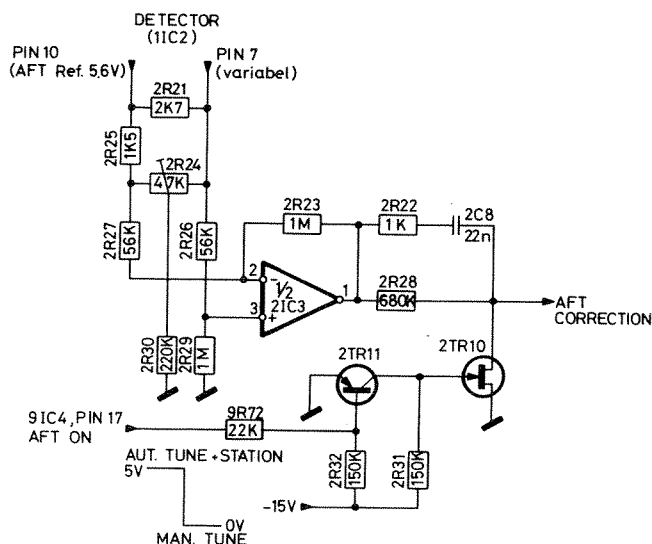 DETECTOR
(1IC2)
PIN 10
(AFT Ref. 5,6V)
PIN 7
(variabel)
2R21
2K7
2R25
1K5
2R24
4,7K
2R27
56K
2R26
56K
2R23
1M
2R22
1K
2C8
22n
2
-
1/2
2IC3
3
+
1
2R28
680K
AFT
CORRECTION
2R30
220K
2R29
1M
2TR11
2TR10
9IC4, PIN 17
AFT ON
9R72
22K
AUT. TUNE + STATION
5V
0V
MAN. TUNE
2R32
150K
2R31
150K
-15V